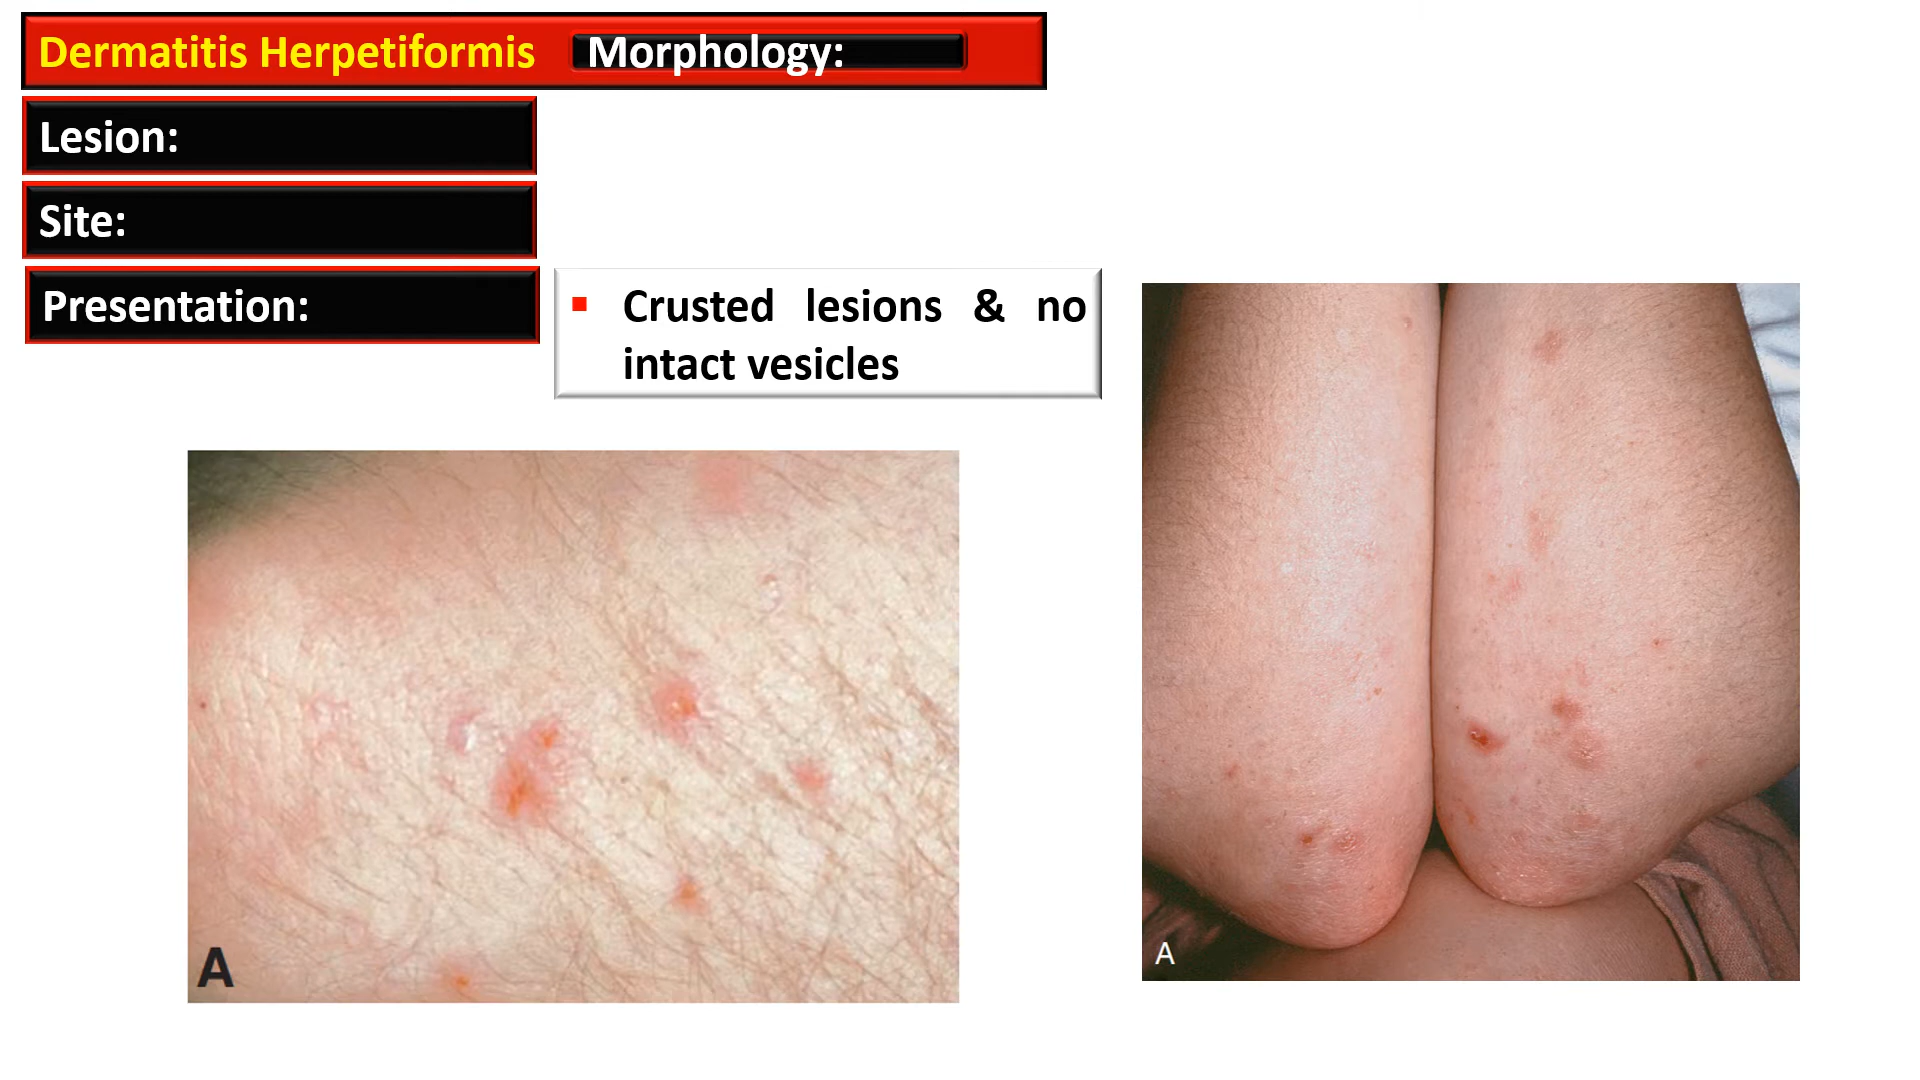 Dermatitis Herpetiformis Morphology:
Lesion:
Site:
Presentation:
▪ Crusted lesions & no
intact vesicles
A
A